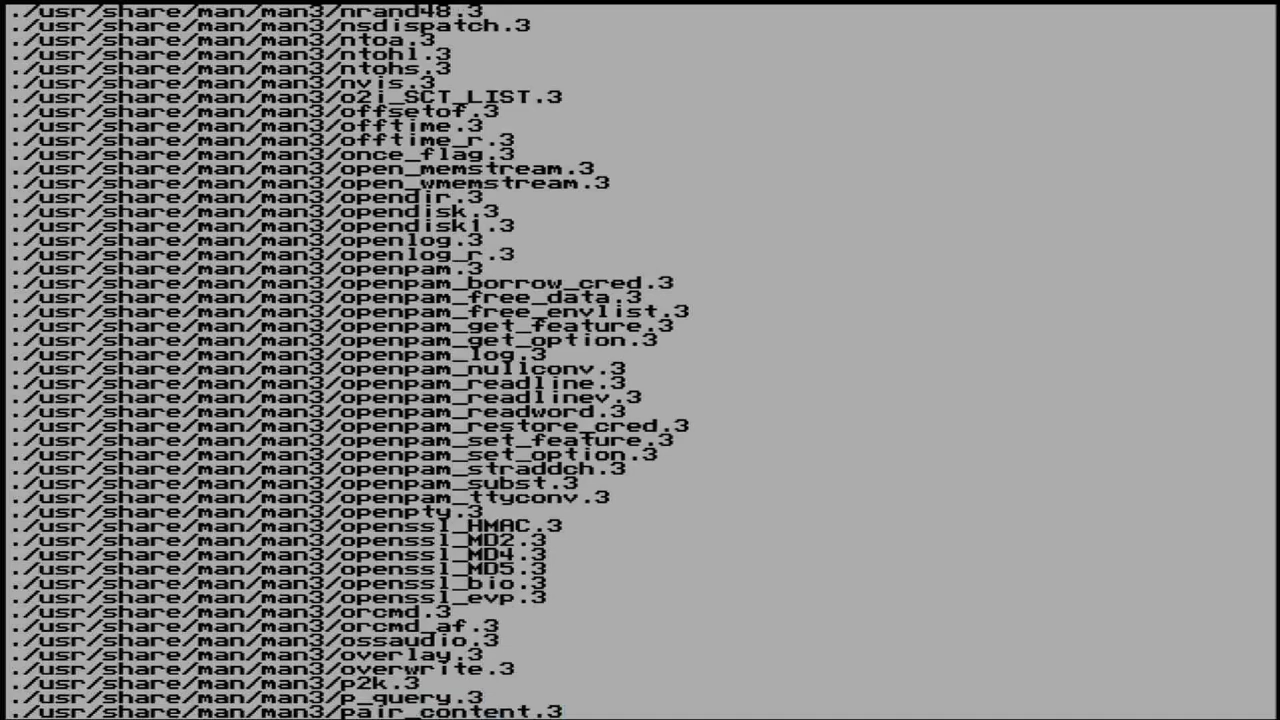 ./usr/share/man/man3/nrand48.3
./usr/share/man/man3/nsdispatch.3
./usr/share/man/man3/ntoa.3
./usr/share/man/man3/ntohl.3
./usr/share/man/man3/ntohs.3
./usr/share/man/man3/nvis.3
./usr/share/man/man3/o2i_SCT_LIST.3
./usr/share/man/man3/offsetof.3
./usr/share/man/man3/offtime.3
./usr/share/man/man3/offtime_r.3
./usr/share/man/man3/once_flag.3
./usr/share/man/man3/open_memstream.3
./usr/share/man/man3/open_wmemstream.3
./usr/share/man/man3/opendir.3
./usr/share/man/man3/opendisk.3
./usr/share/man/man3/opendisk1.3
./usr/share/man/man3/openlog.3
./usr/share/man/man3/openlog_r.3
./usr/share/man/man3/openpam.3
./usr/share/man/man3/openpam_borrow_cred.3
./usr/share/man/man3/openpam_free_data.3
./usr/share/man/man3/openpam_free_envlist.3
./usr/share/man/man3/openpam_get_feature.3
./usr/share/man/man3/openpam_get_option.3
./usr/share/man/man3/openpam_log.3
./usr/share/man/man3/openpam_nullconv.3
./usr/share/man/man3/openpam_readline.3
./usr/share/man/man3/openpam_readlinev.3
./usr/share/man/man3/openpam_readword.3
./usr/share/man/man3/openpam_restore_cred.3
./usr/share/man/man3/openpam_set_feature.3
./usr/share/man/man3/openpam_set_option.3
./usr/share/man/man3/openpam_straddch.3
./usr/share/man/man3/openpam_subst.3
./usr/share/man/man3/openpam_ttyconv.3
./usr/share/man/man3/openpty.3
./usr/share/man/man3/openssl_HMAC.3
./usr/share/man/man3/openssl_MD2.3
./usr/share/man/man3/openssl_MD4.3
./usr/share/man/man3/openssl_MD5.3
./usr/share/man/man3/openssl_bio.3
./usr/share/man/man3/openssl_evp.3
./usr/share/man/man3/orcmd.3
./usr/share/man/man3/orcmd_af.3
./usr/share/man/man3/ossaudio.3
./usr/share/man/man3/overlay.3
./usr/share/man/man3/overwrite.3
./usr/share/man/man3/p2k.3
./usr/share/man/man3/p_query.3
./usr/share/man/man3/pair_content.3